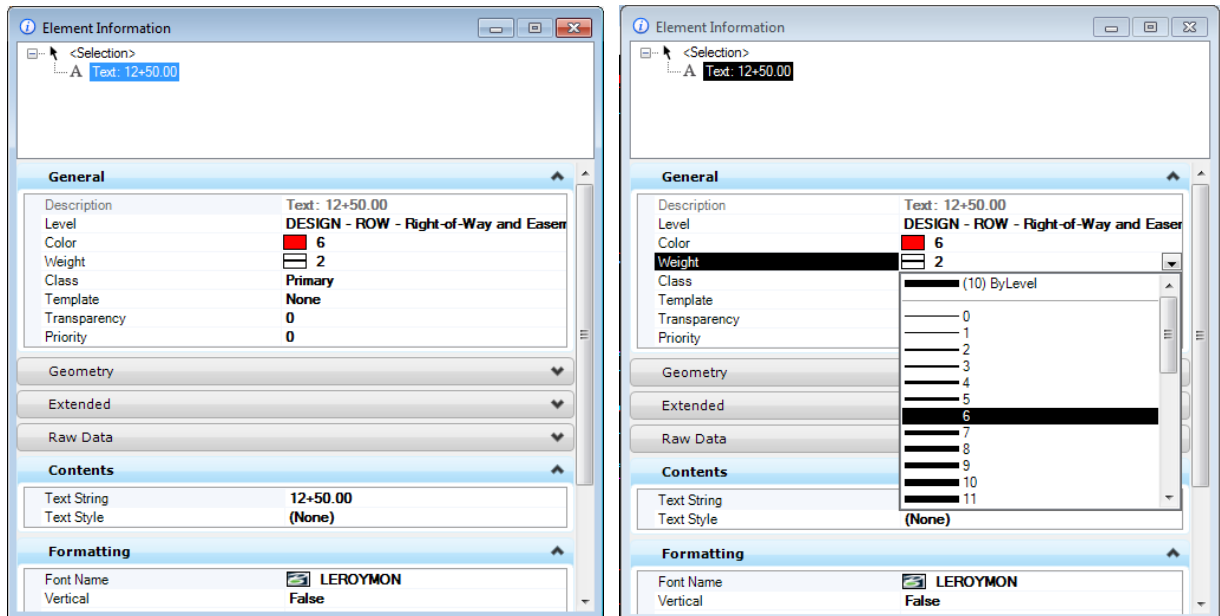 Element Information
<Selection>
A Text: 12+50.00
General
Description Text: 12+50.00
Level DESIGN - ROW - Right-of-Way and Easem
Color 6
Weight 2
Class Primary
Template None
Transparency 0
Priority 0
Geometry
Extended
Raw Data
Contents
Text String 12+50.00
Text Style (None)
Formatting
Font Name LEROYMON
Vertical False
Element Information
<Selection>
A Text: 12+50.00
General
Description Text: 12+50.00
Level DESIGN - ROW - Right-of-Way and Easer
Color 6
Weight 2
Class
Template
Transparency
Priority
(10) ByLevel
0
1
2
3
4
5
6
7
8
9
10
11
Geometry
Extended
Raw Data
Contents
Text String
Text Style (None)
Formatting
Font Name LEROYMON
Vertical False